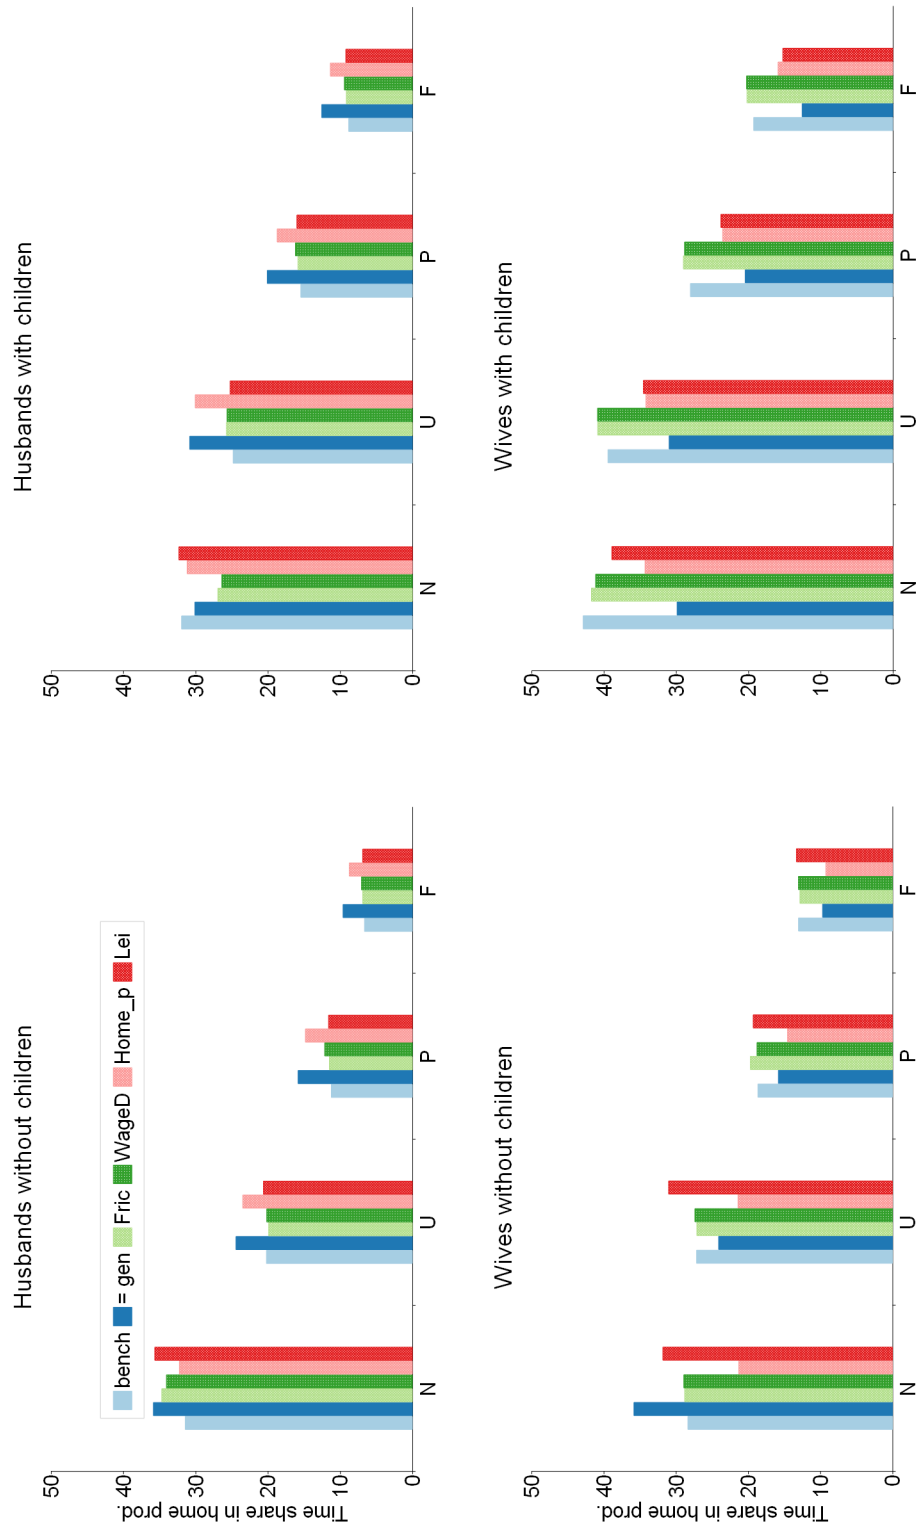 Husbands without children
Time share in home prod.
50
40
30
20
10
0
bench = gen Fric WageD Home_p Lei
N U P F
Husbands with children
50
40
30
20
10
0
N U P F
Wives without children
Time share in home prod.
50
40
30
20
10
0
N U P F
Wives with children
50
40
30
20
10
0
N U P F